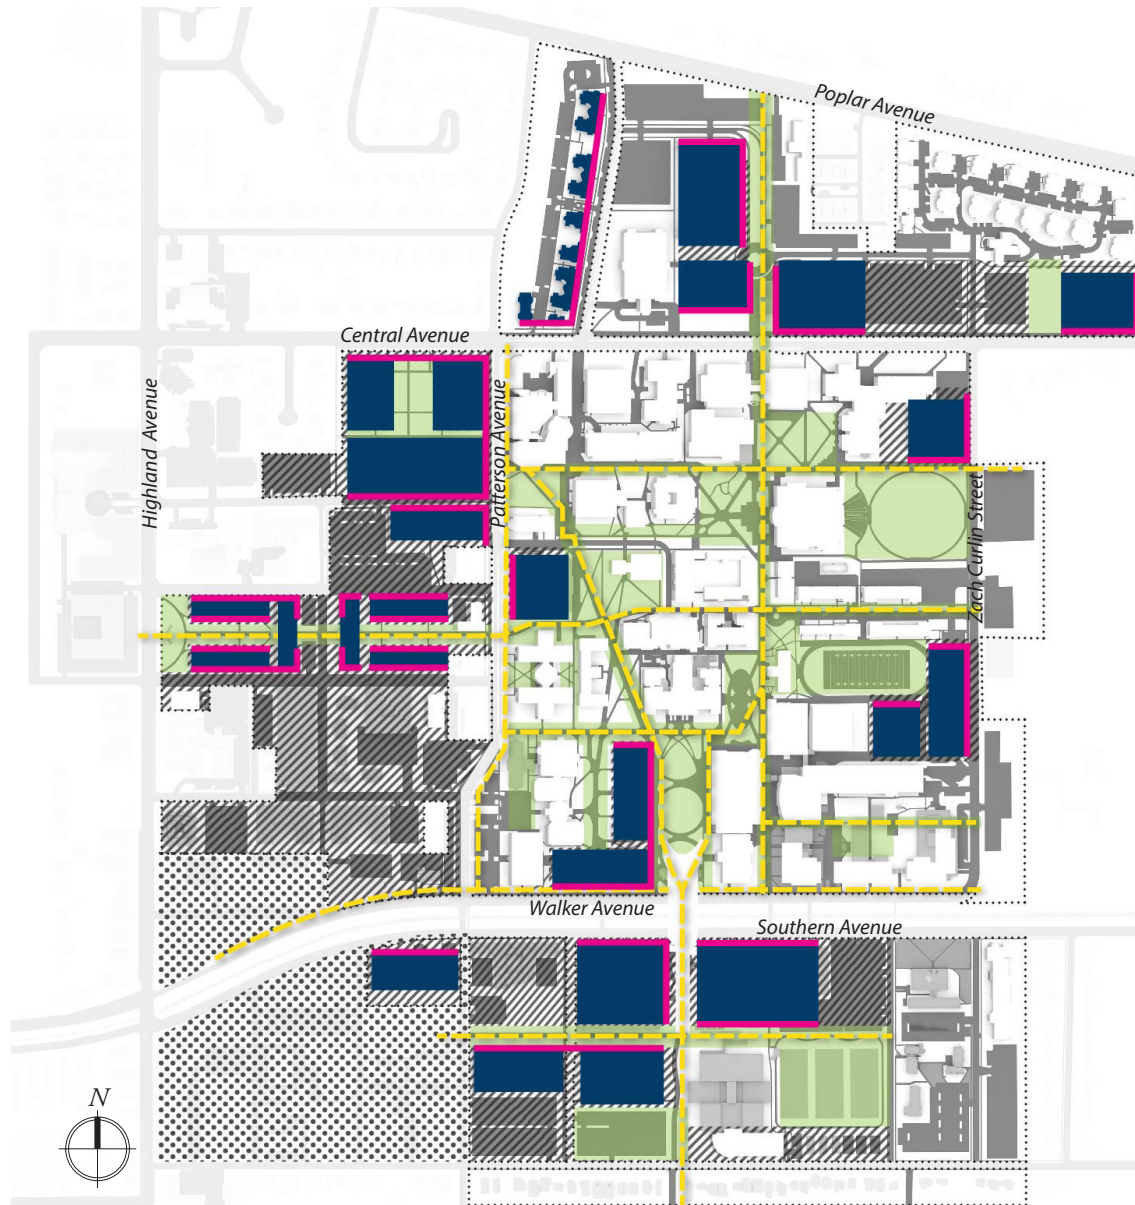 Poplar Avenue
Central Avenue
Highland Avenue
Patterson Avenue
Zach Curlin Street
Walker Avenue
Southern Avenue
N